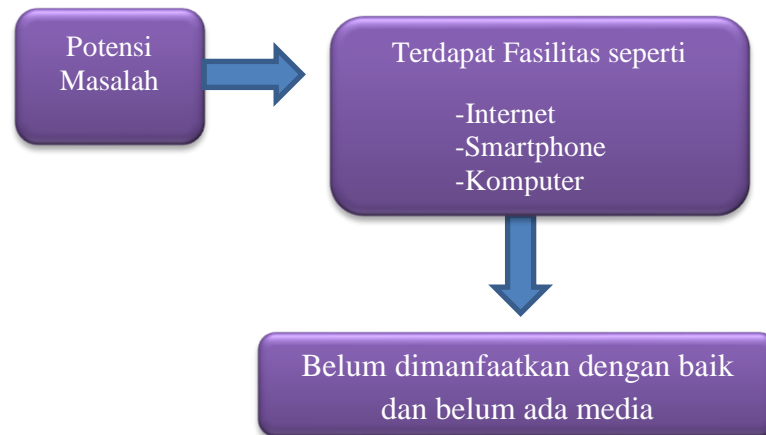 Potensi
Masalah
Terdapat Fasilitas seperti
-Internet
-Smartphone
-Komputer
Belum dimanfaatkan dengan baik
dan belum ada media